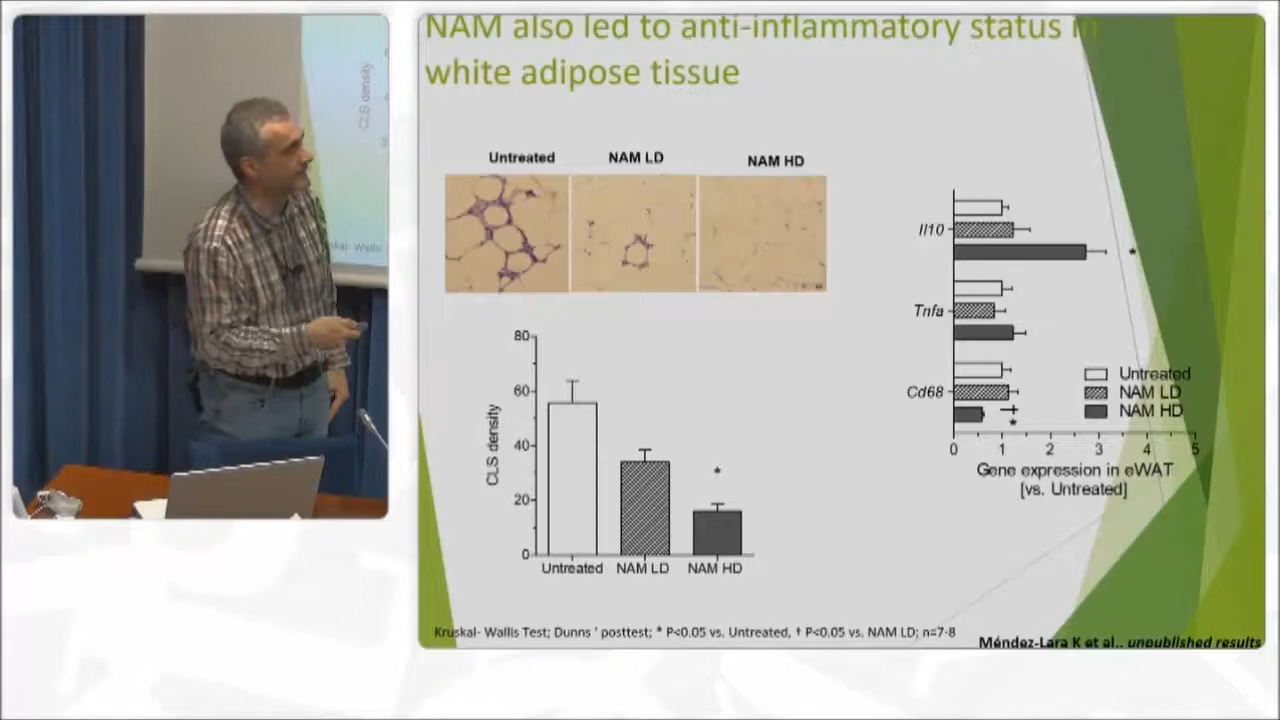 NAM also led to anti-inflammatory status in
white adipose tissue
Untreated NAM LD NAM HD
80
60
40
20
0
CLS density
Untreated NAM LD NAM HD
Il10
Tnfa
Cd68
*
*
†
*
Untreated
NAM LD
NAM HD
0 1 2 3 4 5
Gene expression in eWAT
[vs. Untreated]
Kruskal- Wallis Test; Dunns ' posttest; * P<0.05 vs. Untreated, † P<0.05 vs. NAM LD; n=7-8
Méndez-Lara K et al., unpublished results
CLS density
Wallis